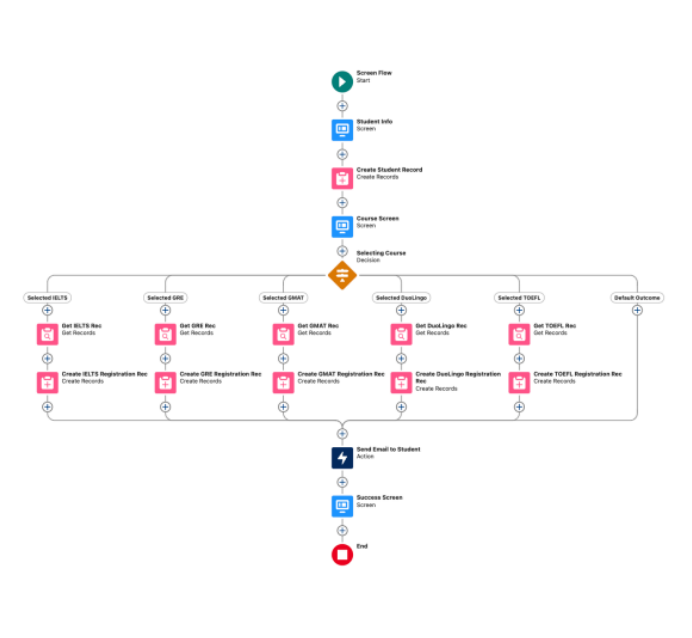 Screen Flow
Start
Student Info
Screen
Create Student Record
Create Records
Course Screen
Screen
Selecting Course
Decision
Selected IELTS
Selected GRE
Selected GMAT
Selected DuoLingo
Selected TOEFL
Default Outcome
Get IELTS Rec
Get Records
Get GRE Rec
Get Records
Get GMAT Rec
Get Records
Get DuoLingo Rec
Get Records
Get TOEFL Rec
Get Records
Create IELTS Registration Rec
Create Records
Create GRE Registration Rec
Create Records
Create GMAT Registration Rec
Create Records
Create DuoLingo Registration
Rec
Create Records
Create TOEFL Registration Rec
Create Records
Send Email to Student
Action
Success Screen
Screen
End